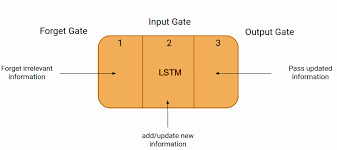 Input Gate
Forget Gate
Output Gate
1
2
3
LSTM
Forget irrelevant
information
Pass updated
information
add/update new
information